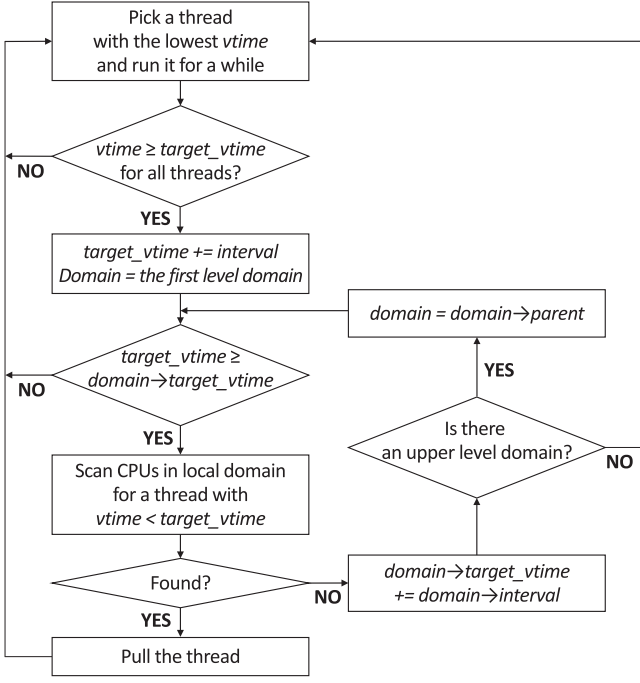 Pick a thread
with the lowest vtime
and run it for a while
vtime ≥ target_vtime
for all threads?
NO
YES
target_vtime += interval
Domain = the first level domain
domain = domain→parent
target_vtime ≥
domain→target_vtime
NO
YES
YES
Is there
an upper level domain?
NO
Scan CPUs in local domain
for a thread with
vtime < target_vtime
Found?
NO
YES
domain→target_vtime
+= domain→interval
Pull the thread